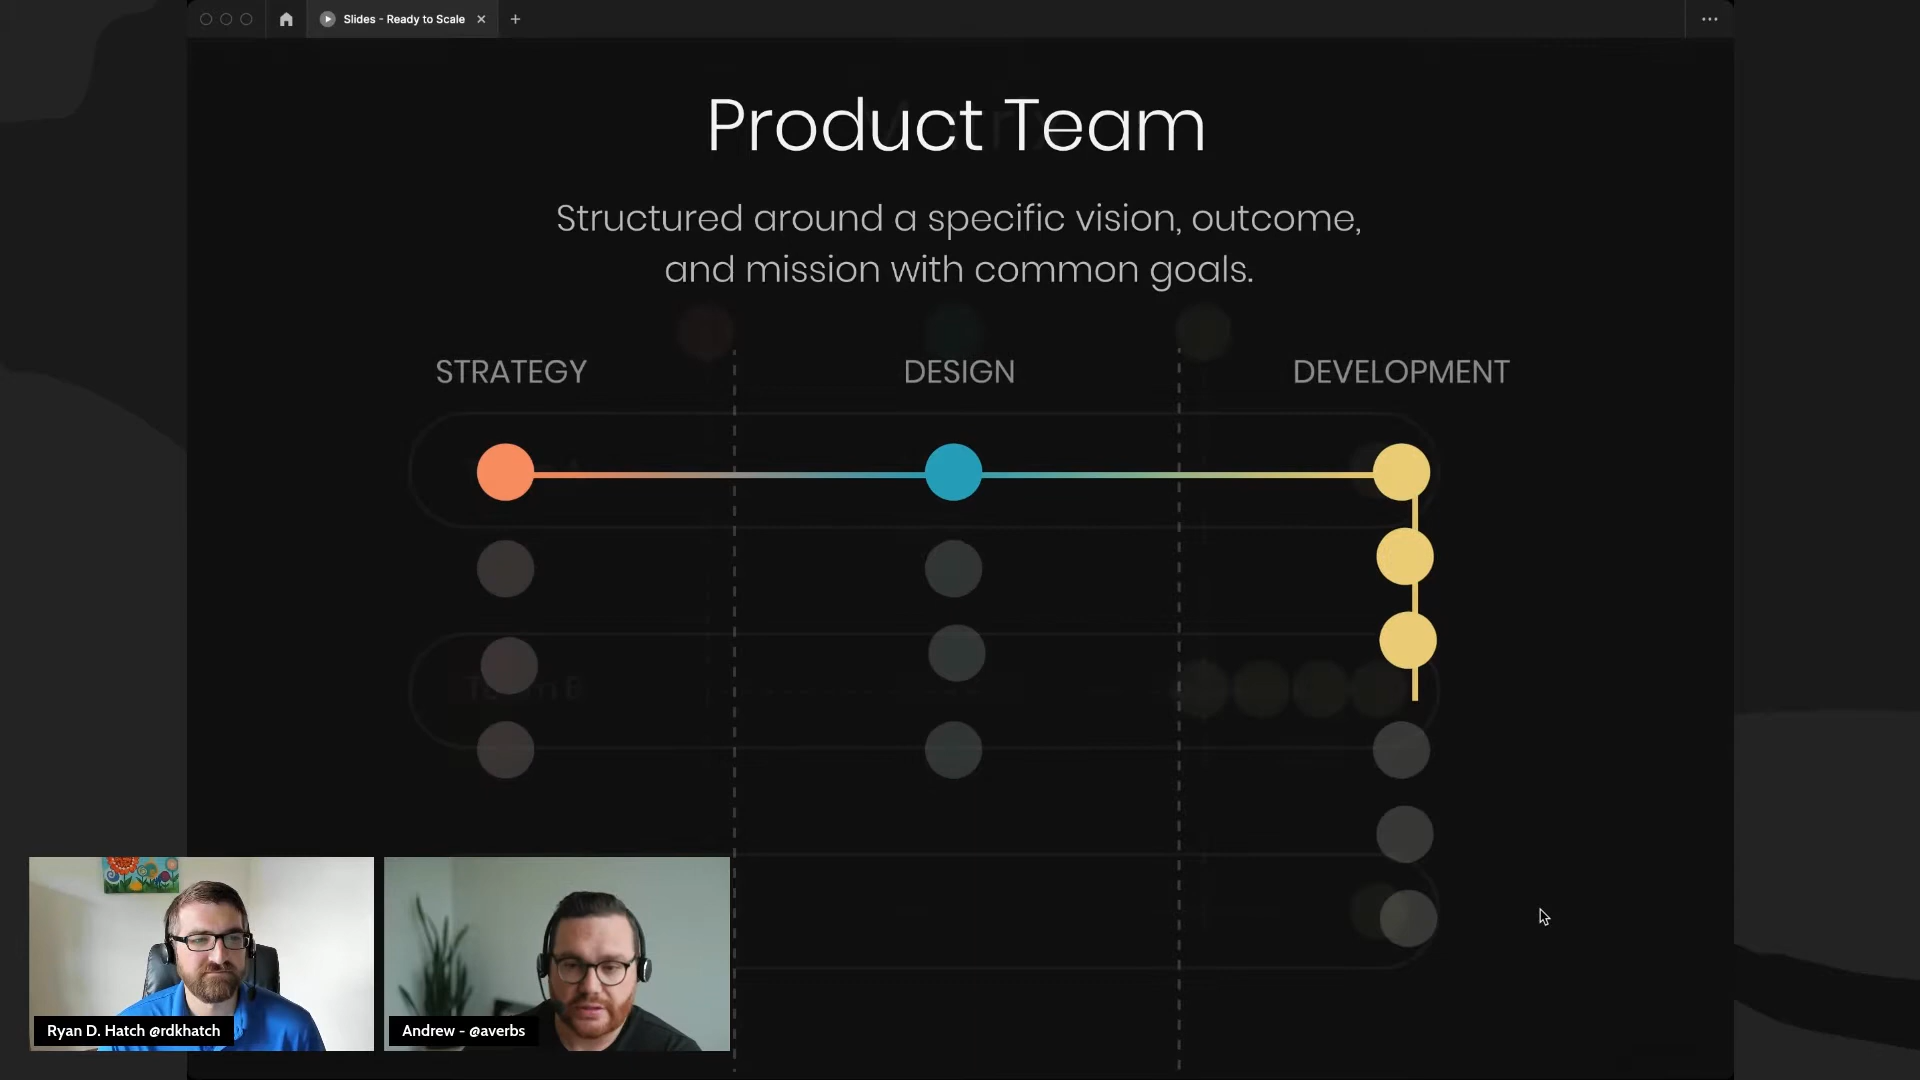 Slides - Ready to Scale
Product Team
Structured around a specific vision, outcome,
and mission with common goals.
STRATEGY
DESIGN
DEVELOPMENT
Team B
Ryan D. Hatch @rdkhatch
Andrew - @averbs